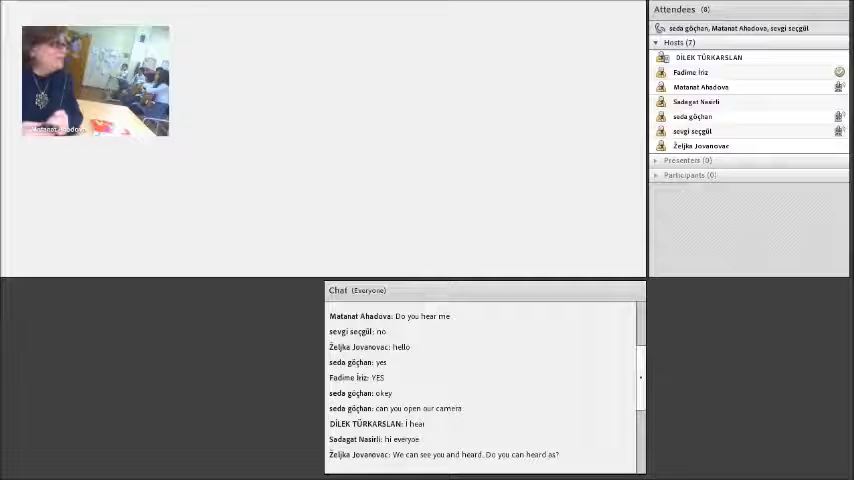 Attendees (8)
seda göçhan, Matanat Ahadova, sevgi seçgül
Hosts (7)
DİLEK TÜRKARSLAN
Fadime İriz
Matanat Ahadova
Sadagat Nasirli
seda göçhan
sevgi seçgül
Željka Jovanovac
Presenters (0)
Participants (0)
Matanat Ahadova
Chat (Everyone)
Matanat Ahadova: Do you hear me
sevgi seçgül: no
Željka Jovanovac: hello
seda göçhan: yes
Fadime İriz: YES
seda göçhan: okey
seda göçhan: can you open our camera
DİLEK TÜRKARSLAN: İ hear
Sadagat Nasirli: hi everyoe
Željka Jovanovac: We can see you and heard. Do you can heard as?